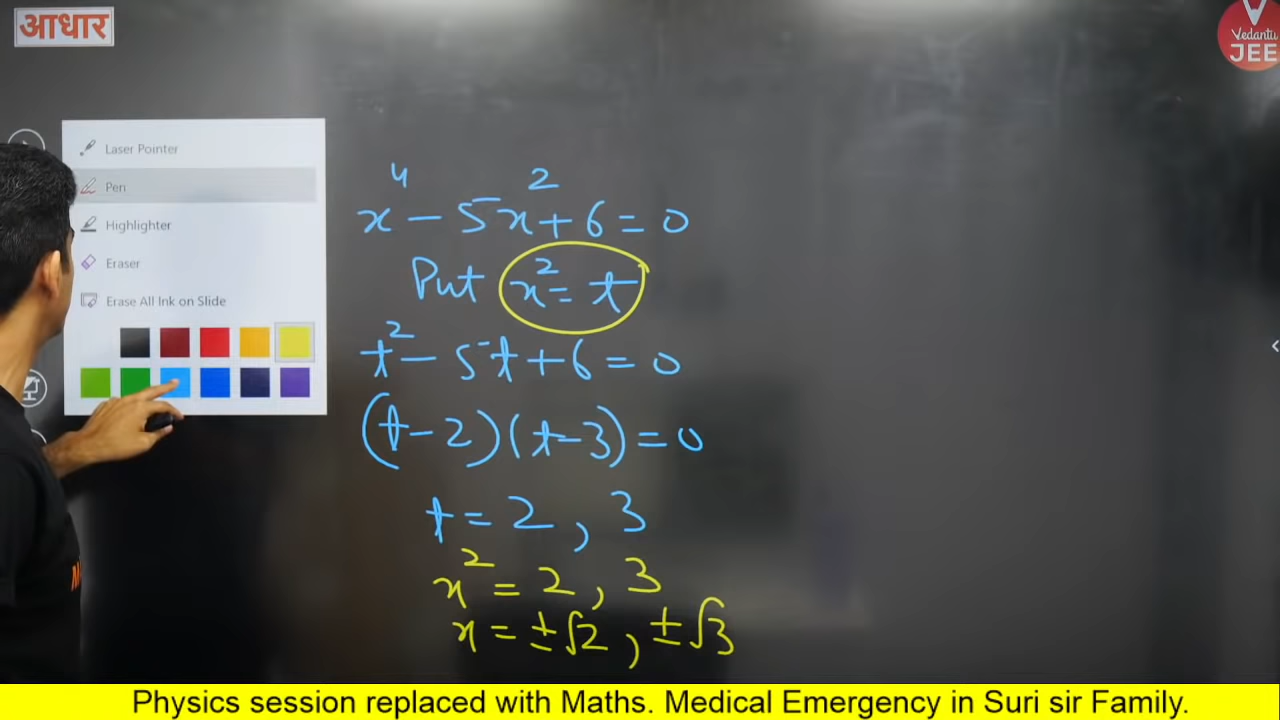 आधार
Vedantu
JEE
Laser Pointer
Pen
Highlighter
Eraser
Erase All Ink on Slide
x⁴ - 5x² + 6 = 0
Put x² = t
t² - 5t + 6 = 0
(t - 2)(t - 3) = 0
t = 2, 3
x² = 2, 3
x = ±√2, ±√3
Physics session replaced with Maths. Medical Emergency in Suri sir Family.